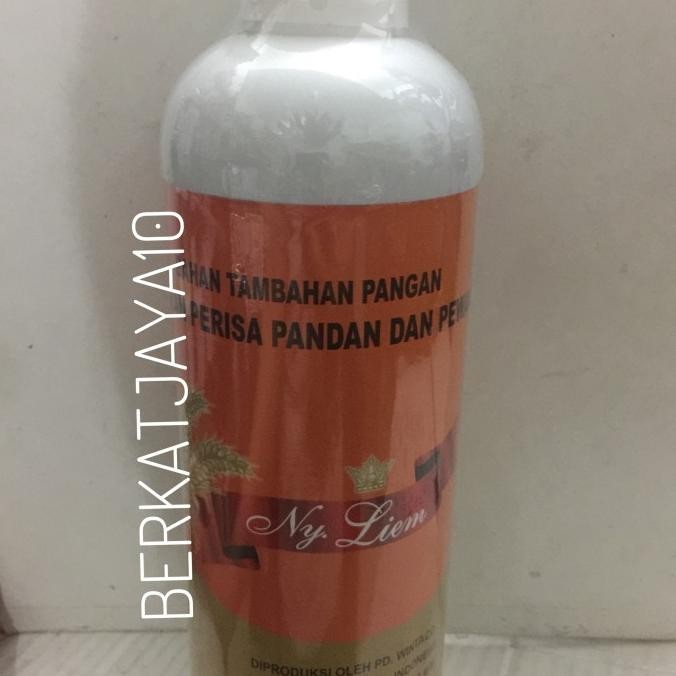 BERKATJAYA10
TAMBAHAN PANGAN
PERISA PANDAN DAN
Ny. Liem
DIPRODUKSI OLEH PD.